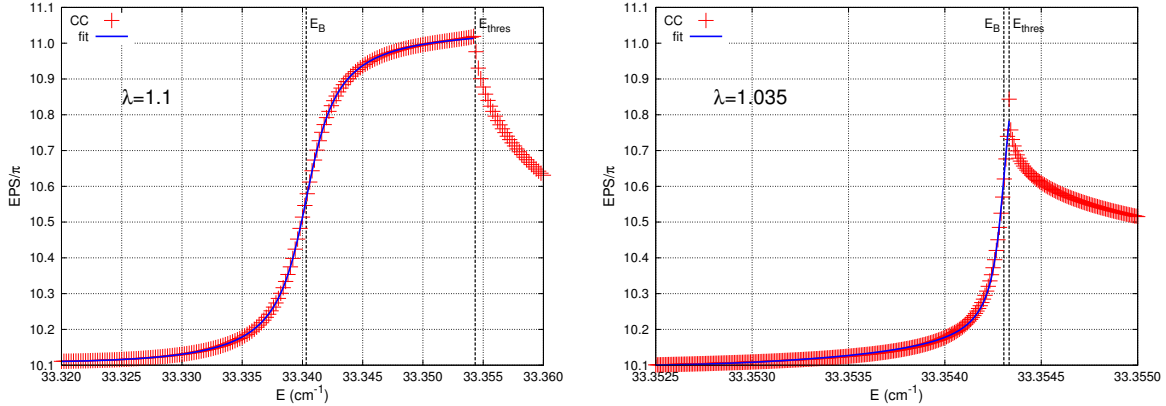 11.1
11.0
10.9
10.8
10.7
10.6
10.5
10.4
10.3
10.2
10.1
EPS/π
CC
fit
λ=1.1
E_B
E_thres
33.320
33.325
33.330
33.335
33.340
33.345
33.350
33.355
33.360
E (cm⁻¹)
11.1
11.0
10.9
10.8
10.7
10.6
10.5
10.4
10.3
10.2
10.1
EPS/π
CC
fit
λ=1.035
E_B
E_thres
33.3525
33.3530
33.3535
33.3540
33.3545
33.3550
E (cm⁻¹)